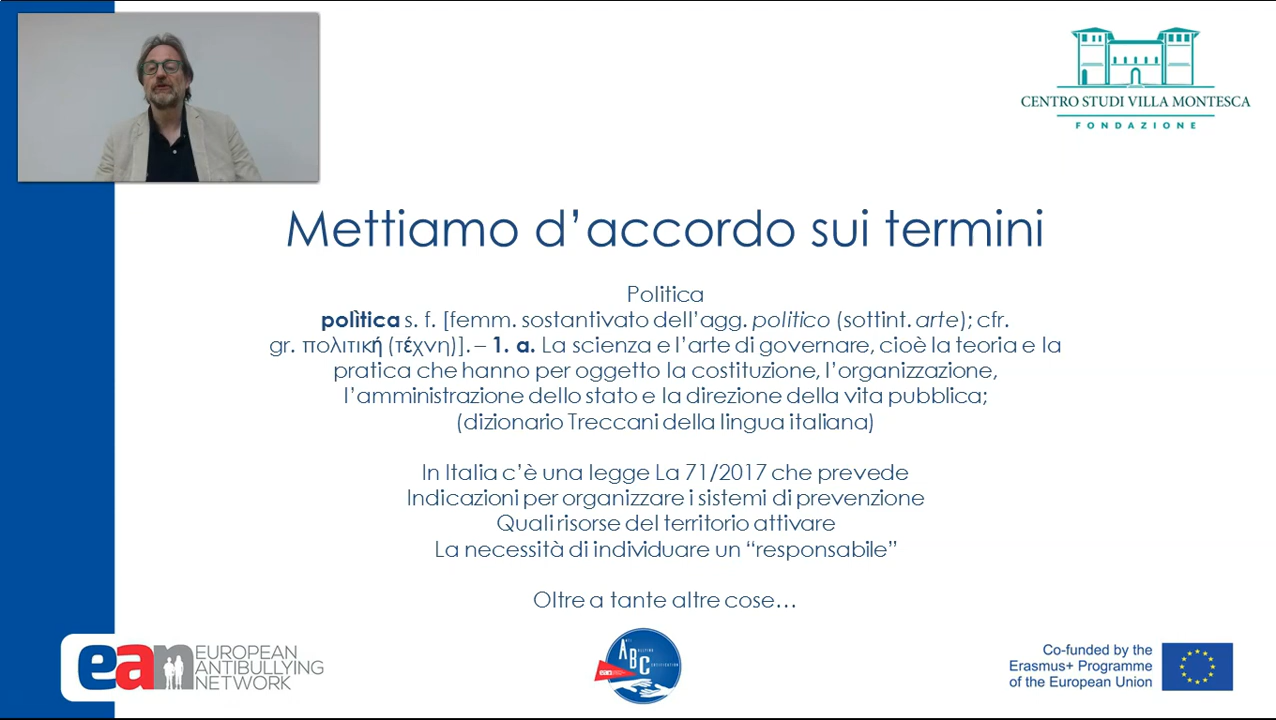 CENTRO STUDI VILLA MONTESCA
FONDAZIONE
Mettiamo d’accordo sui termini
Politica
polìtica s. f. [femm. sostantivato dell’agg. politico (sottint. arte); cfr.
gr. πολιτική (τέχνη)]. – 1. a. La scienza e l’arte di governare, cioè la teoria e la
pratica che hanno per oggetto la costituzione, l’organizzazione,
l’amministrazione dello stato e la direzione della vita pubblica;
(dizionario Treccani della lingua italiana)
In Italia c’è una legge La 71/2017 che prevede
Indicazioni per organizzare i sistemi di prevenzione
Quali risorse del territorio attivare
La necessità di individuare un “responsabile”
Oltre a tante altre cose…
ean
EUROPEAN
ANTIBULLYING
NETWORK
ABC
Co-funded by the
Erasmus+ Programme
of the European Union